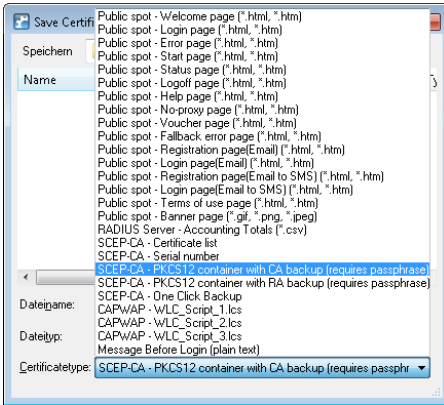 Save Certifi
Public spot - Welcome page (*.html, *.htm)
Public spot - Login page (*.html, *.htm)
Public spot - Error page (*.html, *.htm)
Public spot - Start page (*.html, *.htm)
Public spot - Status page (*.html, *.htm)
Public spot - Logoff page (*.html, *.htm)
Public spot - Help page (*.html, *.htm)
Public spot - No-proxy page (*.html, *.htm)
Public spot - Voucher page (*.html, *.htm)
Public spot - Fallback error page (*.html, *.htm)
Public spot - Registration page(Email) (*.html, *.htm)
Public spot - Login page(Email) (*.html, *.htm)
Public spot - Registration page(Email to SMS) (*.html, *.htm)
Public spot - Login page(Email to SMS) (*.html, *.htm)
Public spot - Terms of use page (*.html, *.htm)
Public spot - Banner page (*.gif, *.png, *.jpeg)
RADIUS Server - Accounting Totals (*.csv)
SCEP-CA - Certificate list
SCEP-CA - Serial number
SCEP-CA - PKCS12 container with CA backup (requires passphrase)
SCEP-CA - PKCS12 container with RA backup (requires passphrase)
SCEP-CA - One Click Backup
CAPWAP - WLC_Script_1.lcs
CAPWAP - WLC_Script_2.lcs
CAPWAP - WLC_Script_3.lcs
Message Before Login (plain text)
Speichern
Name
Dateiname:
Dateityp:
Certificatetype: SCEP-CA - PKCS12 container with CA backup (requires passphr